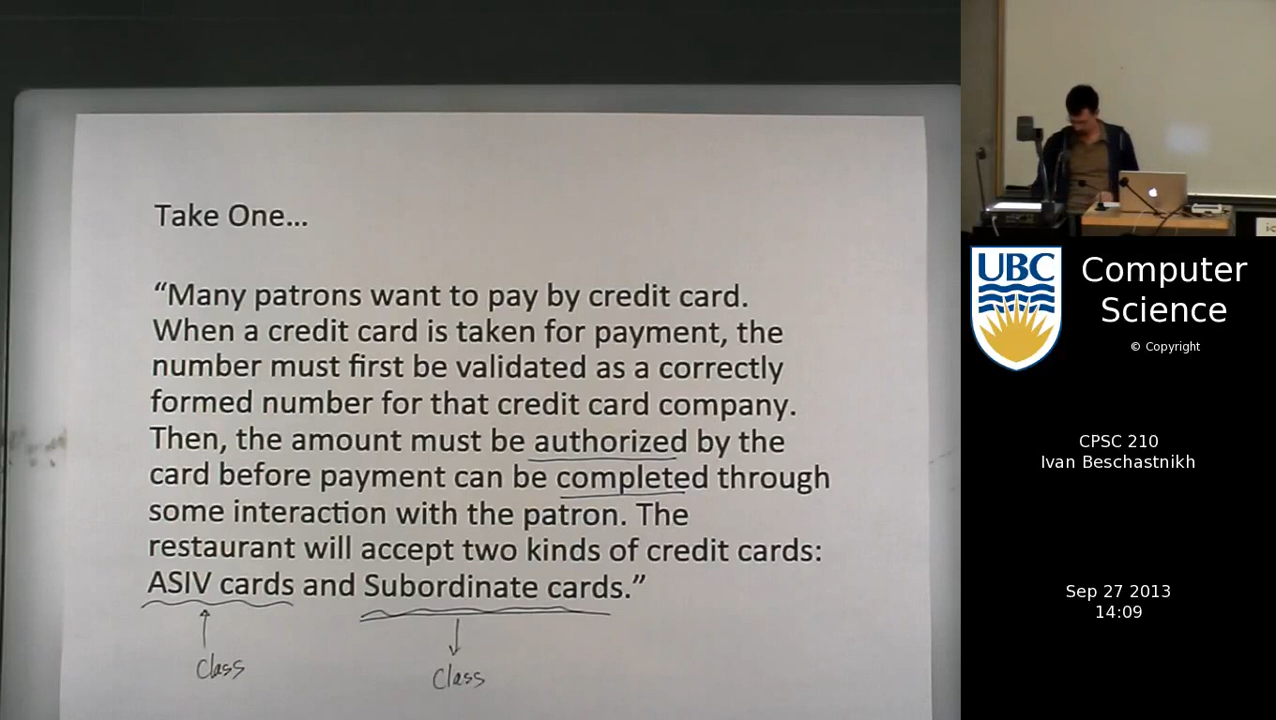 Take One...
“Many patrons want to pay by credit card.
When a credit card is taken for payment, the
number must first be validated as a correctly
formed number for that credit card company.
Then, the amount must be authorized by the
card before payment can be completed through
some interaction with the patron. The
restaurant will accept two kinds of credit cards:
ASIV cards and Subordinate cards.”
Class
Class
UBC
Computer
Science
© Copyright
CPSC 210
Ivan Beschastnikh
Sep 27 2013
14:09